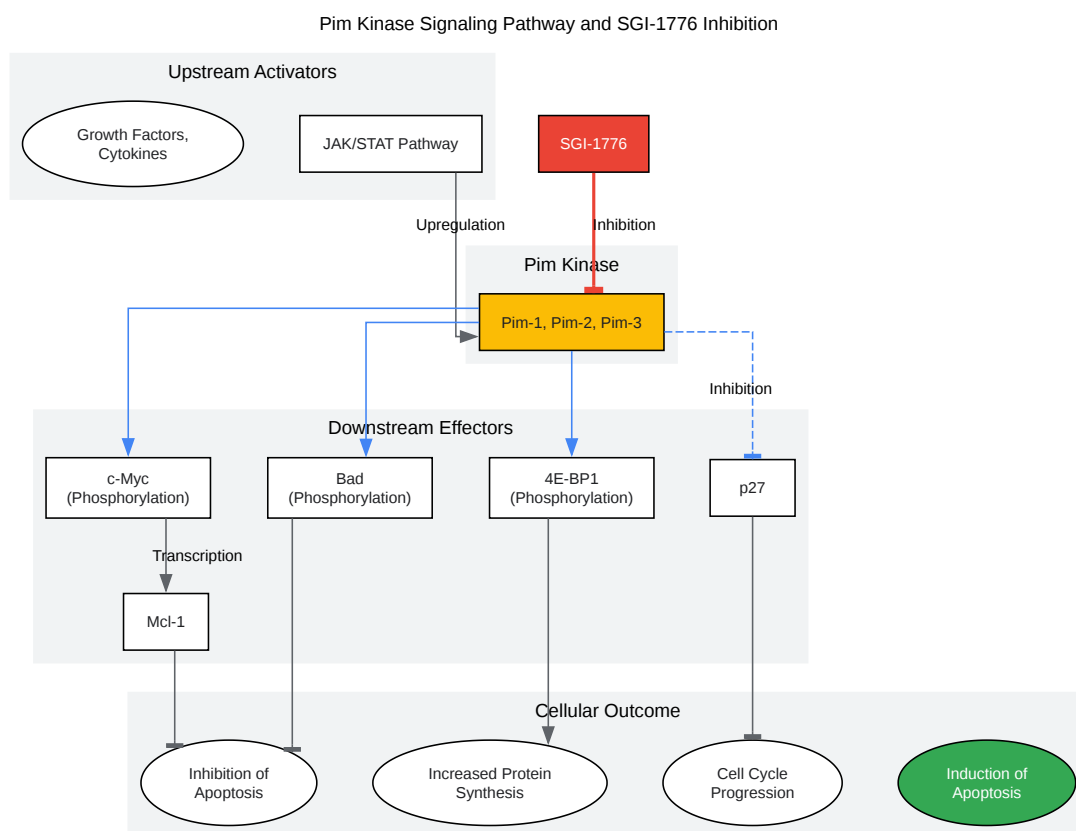 Pim Kinase Signaling Pathway and SGI-1776 Inhibition
Upstream Activators
Growth Factors,
Cytokines
JAK/STAT Pathway
SGI-1776
Upregulation
Inhibition
Pim Kinase
Pim-1, Pim-2, Pim-3
Inhibition
Downstream Effectors
c-Myc
(Phosphorylation)
Bad
(Phosphorylation)
4E-BP1
(Phosphorylation)
p27
Transcription
Mcl-1
Cellular Outcome
Inhibition of
Apoptosis
Increased Protein
Synthesis
Cell Cycle
Progression
Induction of
Apoptosis